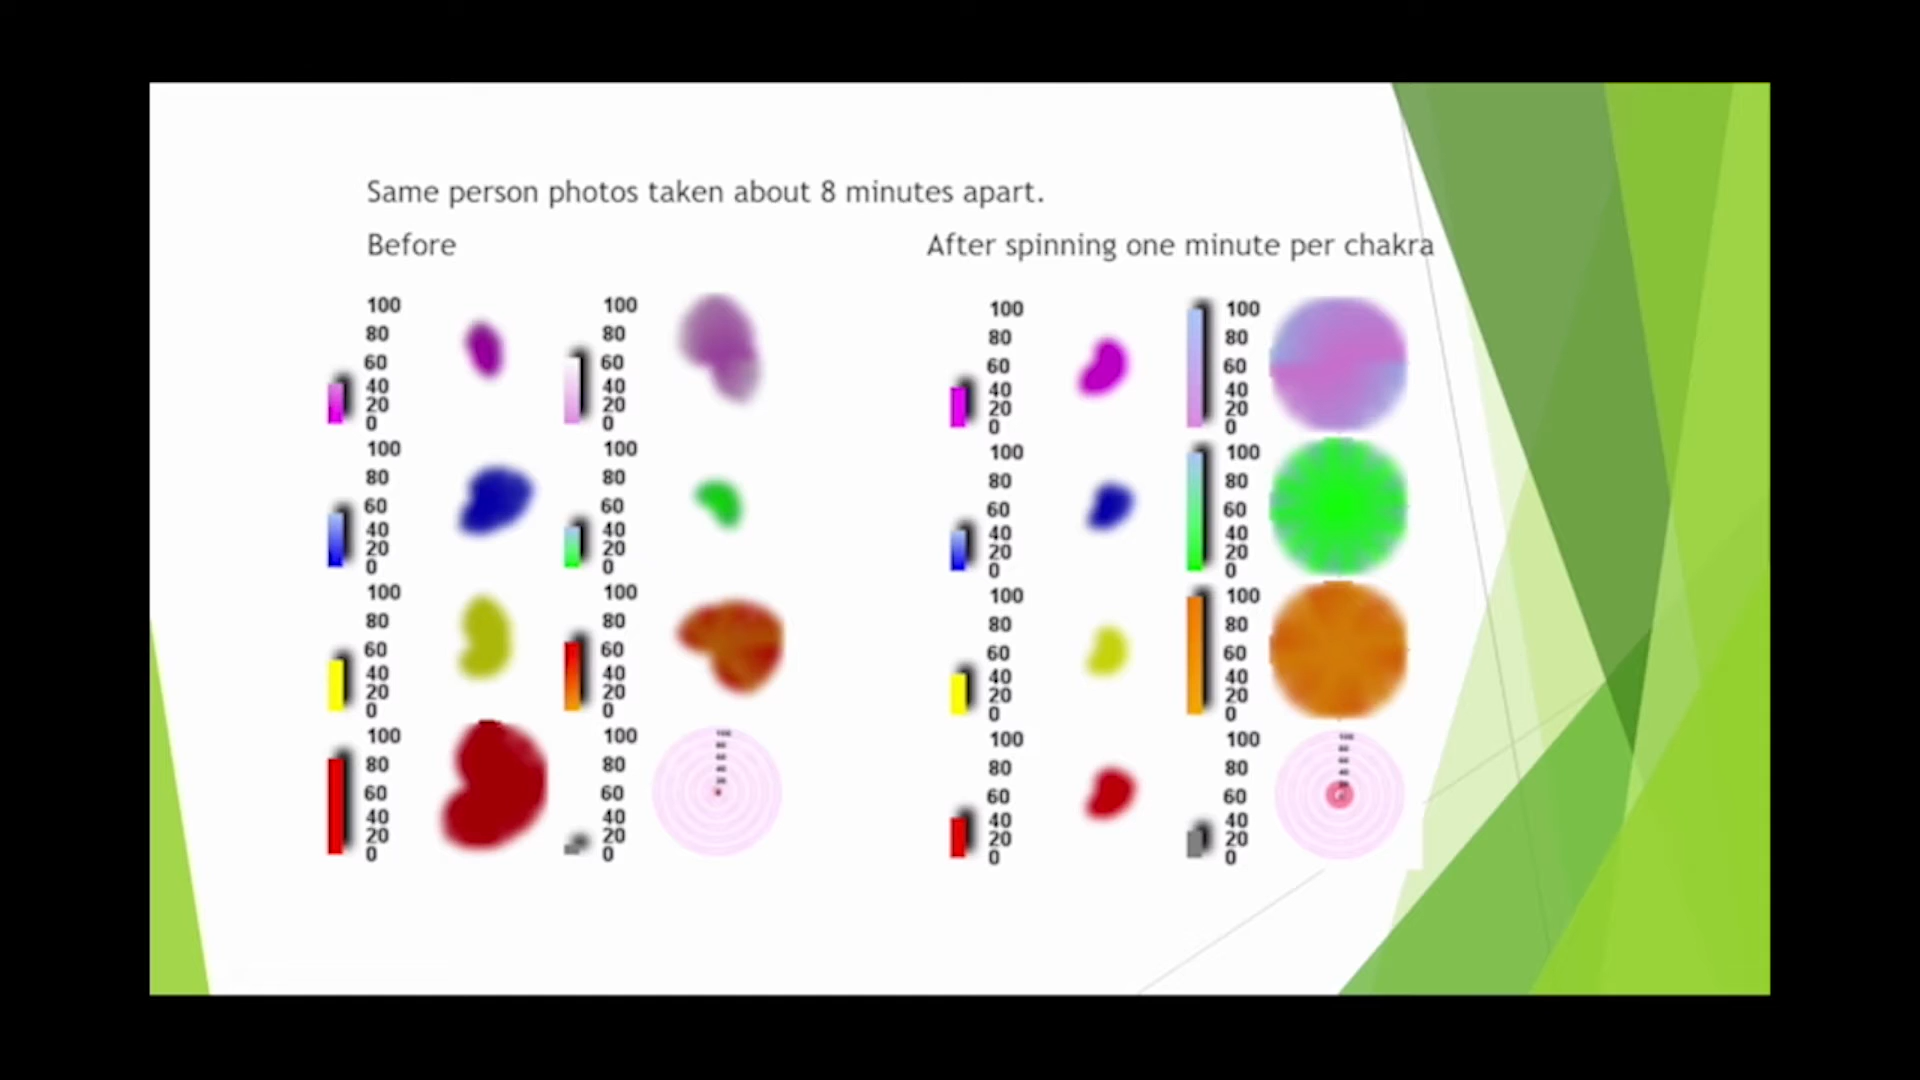 Same person photos taken about 8 minutes apart.
Before
After spinning one minute per chakra
100 100 100 100
80 80 80 80
60 60 60 60
40 40 40 40
20 20 20 20
0 0 0 0
100 100 100 100
80 80 80 80
60 60 60 60
40 40 40 40
20 20 20 20
0 0 0 0
100 100 100 100
80 80 80 80
60 60 60 60
40 40 40 40
20 20 20 20
0 0 0 0
100 100 100 100
80 80 80 80
60 60 60 60
40 40 40 40
20 20 20 20
0 0 0 0